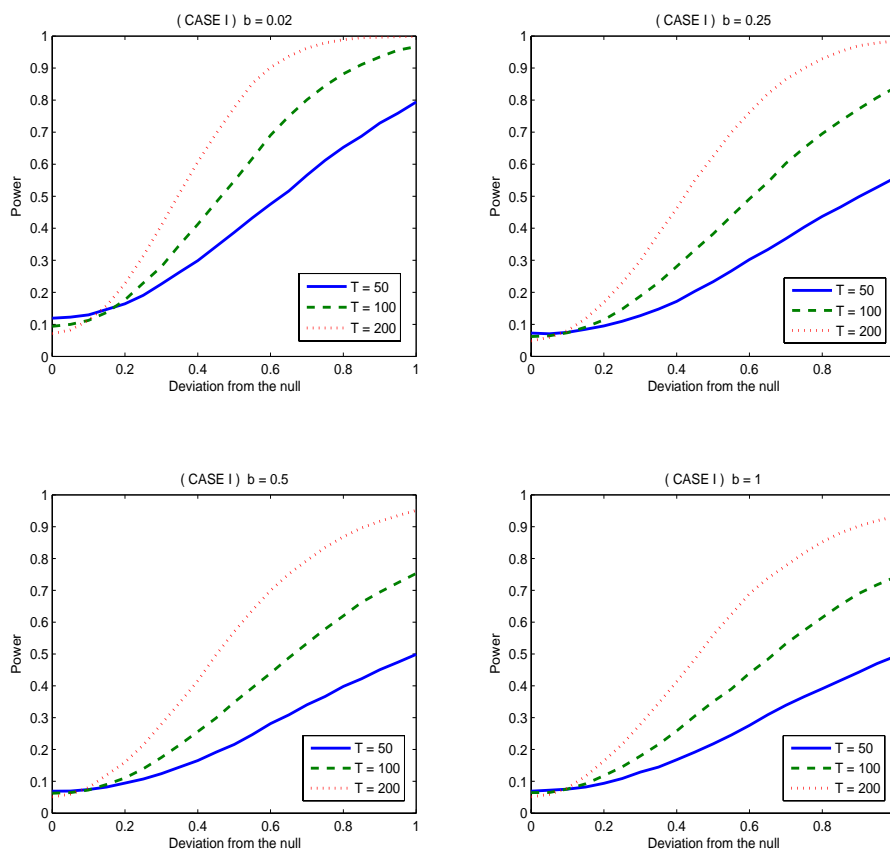 ( CASE I )  b = 0.02
1
0.9
0.8
0.7
0.6
0.5
0.4
0.3
0.2
0.1
0
Power
0 0.2 0.4 0.6 0.8 1
Deviation from the null
T = 50
T = 100
T = 200
( CASE I )  b = 0.25
1
0.9
0.8
0.7
0.6
0.5
0.4
0.3
0.2
0.1
0
Power
0 0.2 0.4 0.6 0.8
Deviation from the null
T = 50
T = 100
T = 200
( CASE I )  b = 0.5
1
0.9
0.8
0.7
0.6
0.5
0.4
0.3
0.2
0.1
0
Power
0 0.2 0.4 0.6 0.8 1
Deviation from the null
T = 50
T = 100
T = 200
( CASE I )  b = 1
1
0.9
0.8
0.7
0.6
0.5
0.4
0.3
0.2
0.1
0
Power
0 0.2 0.4 0.6 0.8
Deviation from the null
T = 50
T = 100
T = 200